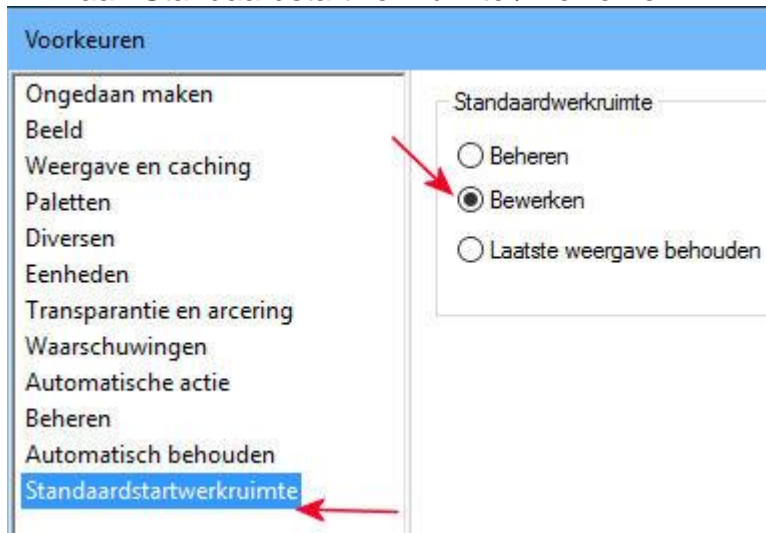 Voorkeuren
Ongedaan maken
Beeld
Weergave en caching
Paletten
Diversen
Eenheden
Transparantie en arcering
Waarschuwingen
Automatische actie
Beheren
Automatisch behouden
Standaardstartwerkruimte
Standaardwerkruimte
Beheren
Bewerken
Laatste weergave behouden